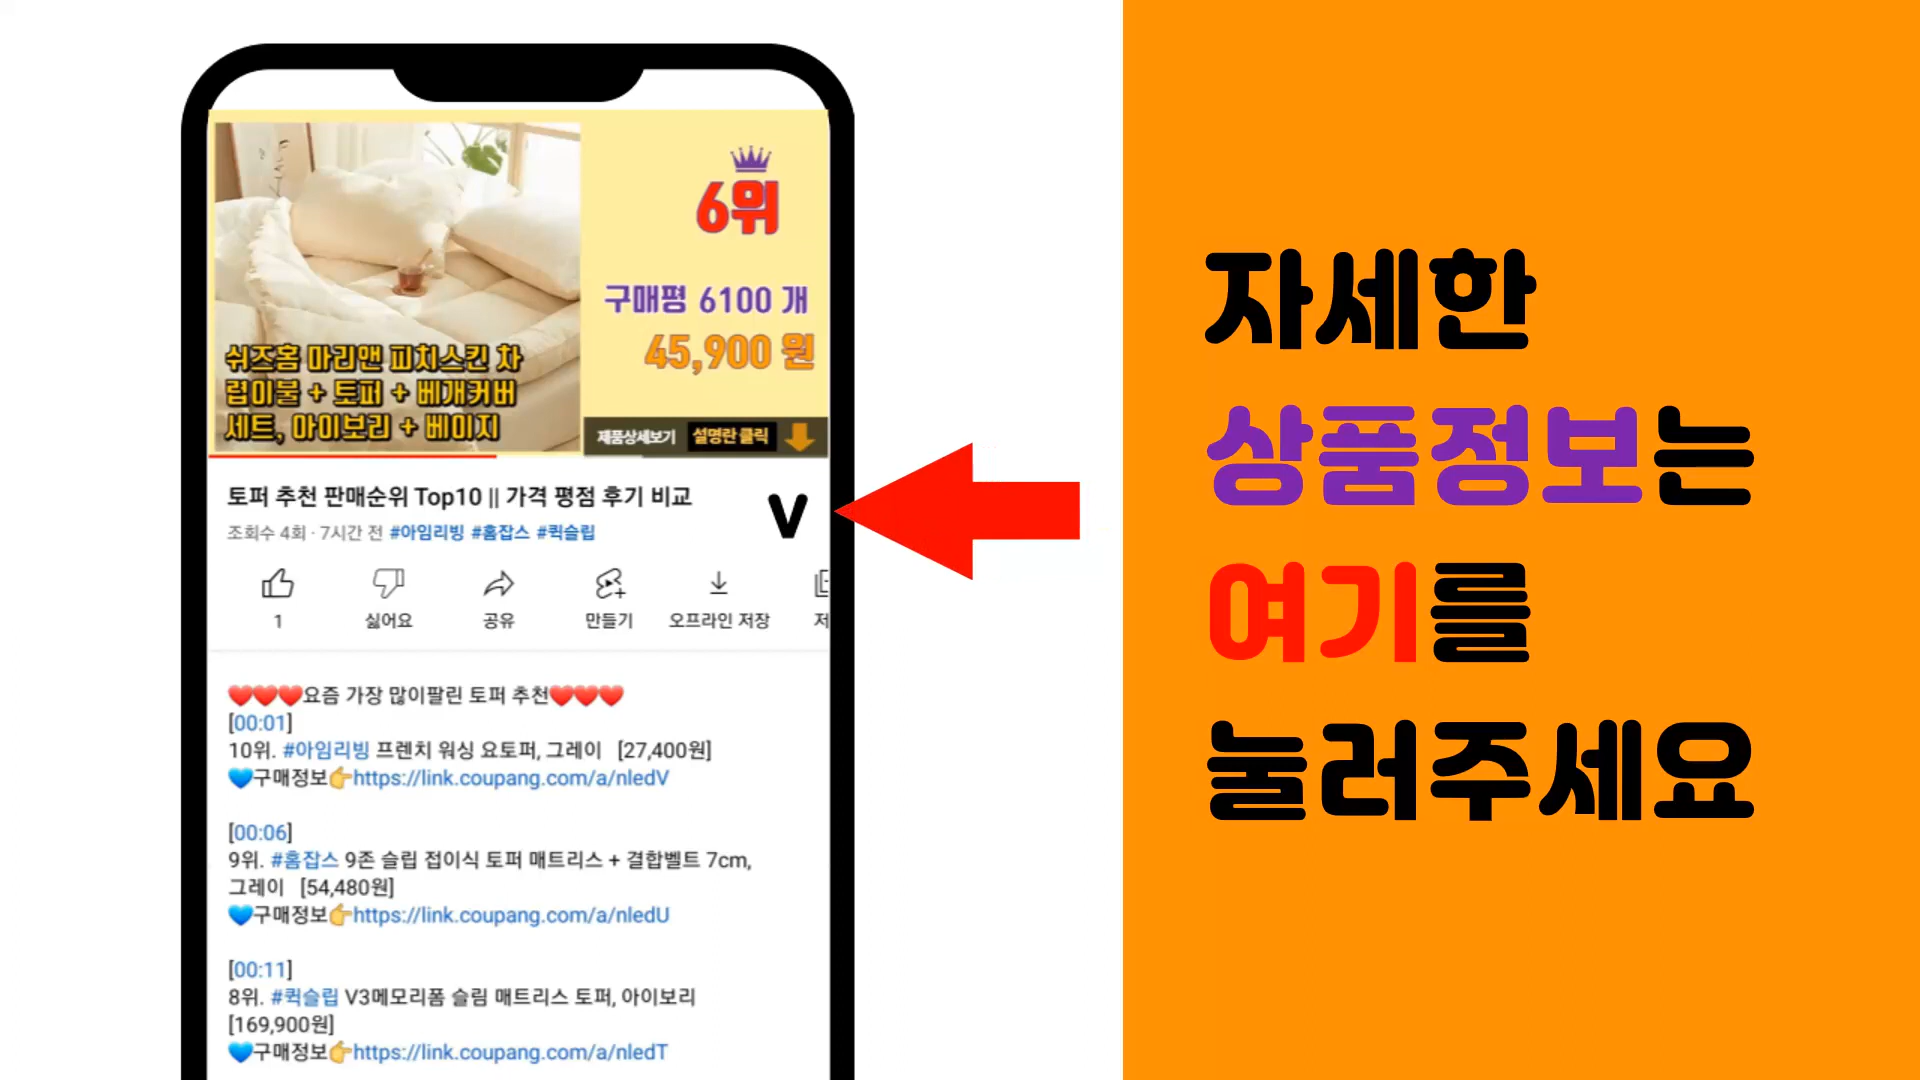 6위
구매평 6100 개
45,900 원
쉬즈홈 마리앤 피치스킨 차
렵이불 + 토퍼 + 베개커버
세트, 아이보리 + 베이지
제품상세보기 설명란 클릭
토퍼 추천 판매순위 Top10 || 가격 평점 후기 비교
V
조회수 4회 · 7시간 전 #아임리빙 #홈잡스 #퀵슬립
1 싫어요 공유 만들기 오프라인 저장 저
❤️❤️❤️요즘 가장 많이팔린 토퍼 추천❤️❤️❤️
[00:01]
10위. #아임리빙 프렌치 워싱 요토퍼, 그레이 [27,400원]
💙구매정보👉https://link.coupang.com/a/nledV
[00:06]
9위. #홈잡스 9존 슬립 접이식 토퍼 매트리스 + 결합벨트 7cm,
그레이 [54,480원]
💙구매정보👉https://link.coupang.com/a/nledU
[00:11]
8위. #퀵슬립 V3메모리폼 슬림 매트리스 토퍼, 아이보리
[169,900원]
💙구매정보👉https://link.coupang.com/a/nledT
자세한
상품정보는
여기를
눌러주세요